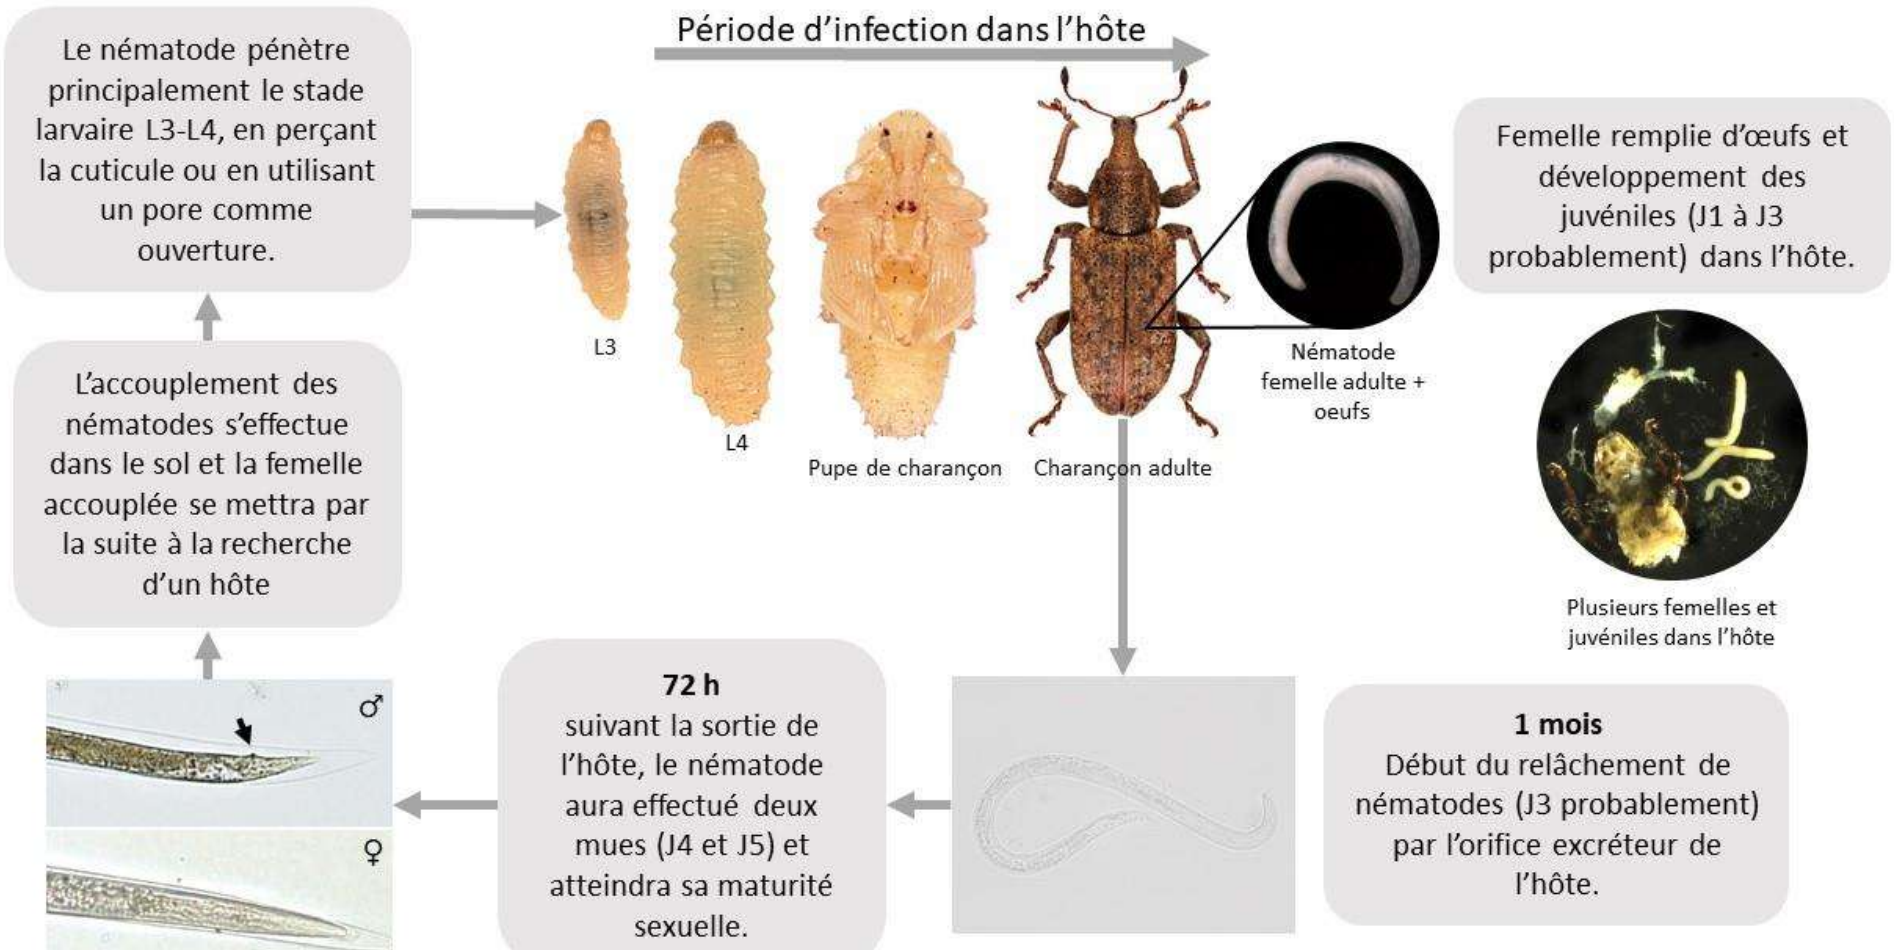 Le nématode pénètre
principalement le stade
larvaire L3-L4, en perçant
la cuticule ou en utilisant
un pore comme
ouverture.
Période d'infection dans l'hôte
L3
L4
Pupe de charançon
Charançon adulte
Nématode
femelle adulte +
oeufs
Femelle remplie d'œufs et
développement des
juvéniles (J1 à J3
probablement) dans l'hôte.
Plusieurs femelles et
juvéniles dans l'hôte
L'accouplement des
nématodes s'effectue
dans le sol et la femelle
accouplée se mettra par
la suite à la recherche
d'un hôte
♂
♀
72 h
suivant la sortie de
l'hôte, le nématode
aura effectué deux
mues (J4 et J5) et
atteindra sa maturité
sexuelle.
1 mois
Début du relâchement de
nématodes (J3 probablement)
par l'orifice excréteur de
l'hôte.